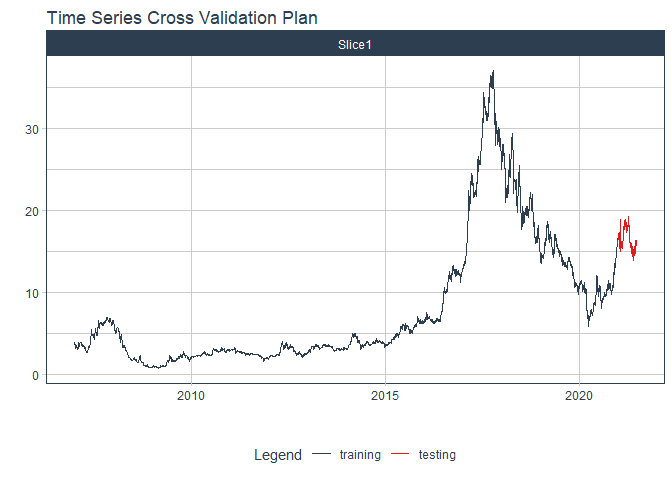 Time Series Cross Validation Plan
Slice1
30
20
10
0
2010 2015 2020
Legend training testing